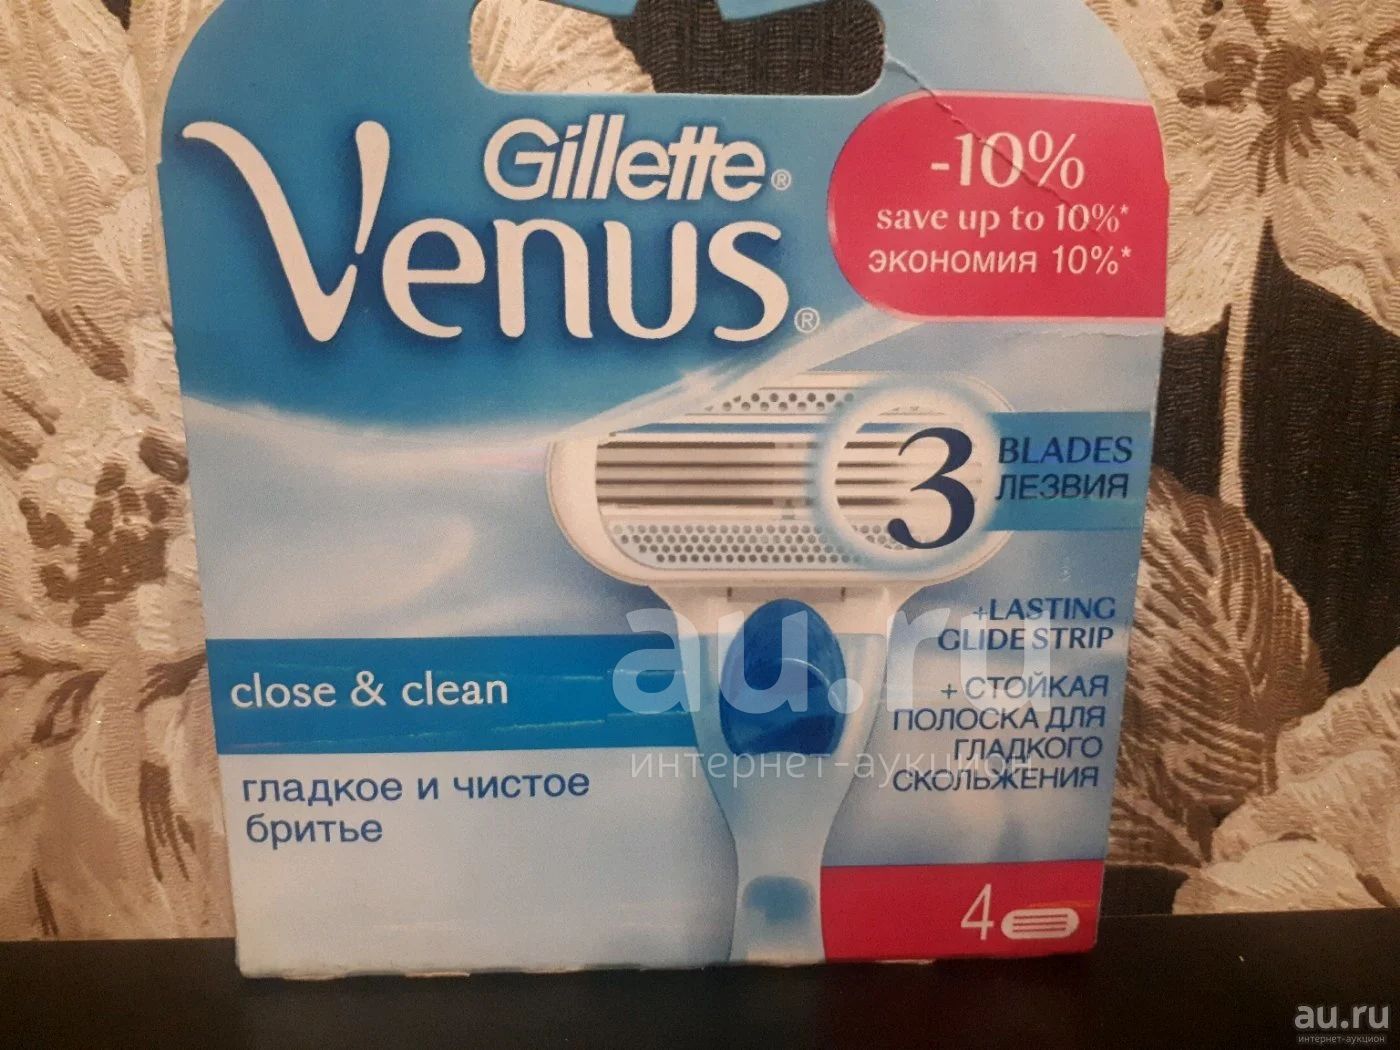 Gillette®
Venus®
-10%
save up to 10%*
экономия 10%*
3
BLADES
ЛЕЗВИЯ
+LASTING
GLIDE STRIP
+ СТОЙКАЯ
ПОЛОСКА ДЛЯ
ГЛАДКОГО
СКОЛЬЖЕНИЯ
close & clean
гладкое и чистое
бритье
4
au.ru
интернет-аукцион
au.ru
интернет-аукцион